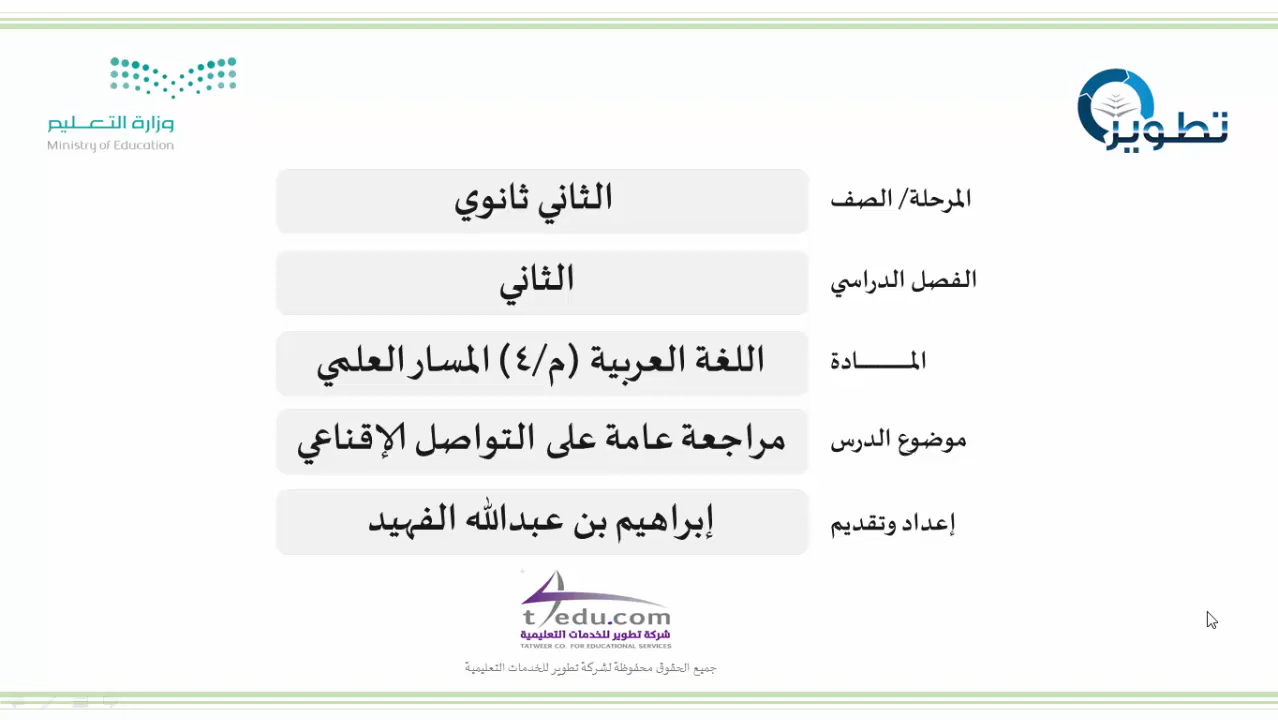 وزارة التعليم
Ministry of Education
تطوير
المرحلة/ الصف
الثاني ثانوي
الفصل الدراسي
الثاني
المـــــــادة
اللغة العربية (م/٤) المسار العلمي
موضوع الدرس
مراجعة عامة على التواصل الإقناعي
إعداد وتقديم
إبراهيم بن عبدالله الفهيد
t4edu.com
شركة تطوير للخدمات التعليمية
TATWEER CO. FOR EDUCATIONAL SERVICES
جميع الحقوق محفوظة لشركة تطوير للخدمات التعليمية